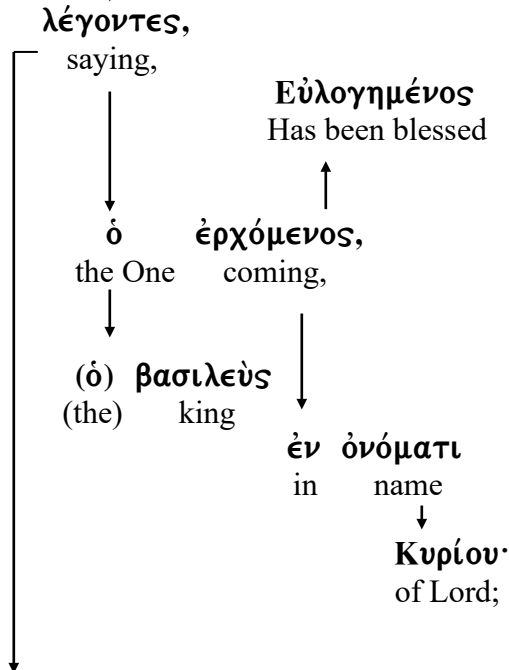 λέγοντες,
saying,
Εὐλογημένος
Has been blessed
ὁ ἐρχόμενος,
the One coming,
(ὁ) βασιλεὺς
(the) king
ἐν ὀνόματι
in name
Κυρίου·
of Lord;